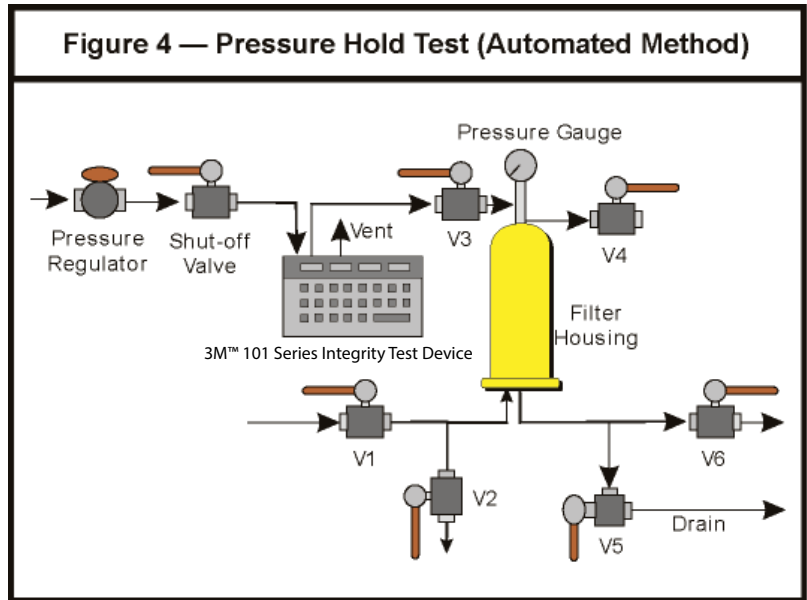 Figure 4 — Pressure Hold Test (Automated Method)
Pressure Gauge
Pressure
Regulator
Shut-off
Valve
Vent
V3
V4
3M™ 101 Series Integrity Test Device
Filter
Housing
V1
V2
V6
V5
Drain